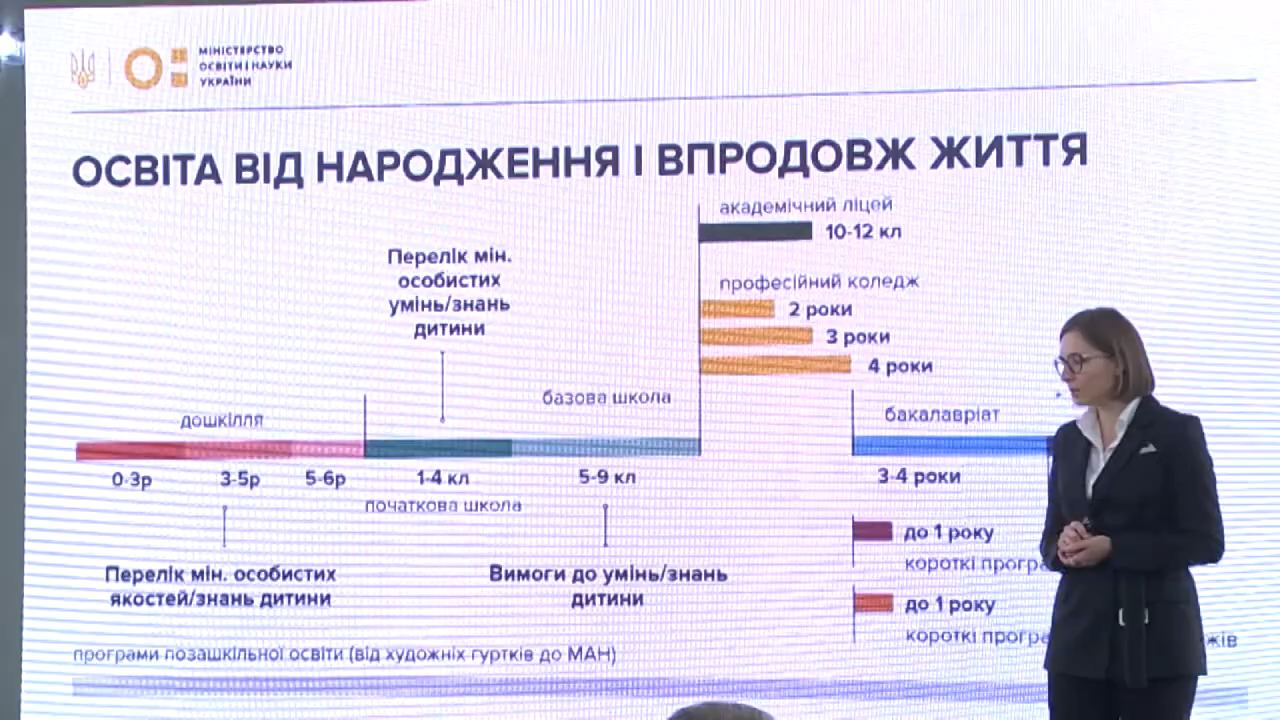 МІНІСТЕРСТВО
ОСВІТИ І НАУКИ
УКРАЇНИ
ОСВІТА ВІД НАРОДЖЕННЯ І ВПРОДОВЖ ЖИТТЯ
академічний ліцей
10-12 кл
Перелік мін.
особистих
умінь/знань
дитини
професійний коледж
2 роки
3 роки
4 роки
базова школа
дошкілля
бакалавріат
0-3р
3-5р
5-6р
1-4 кл
5-9 кл
3-4 роки
початкова школа
до 1 року
короткі
Перелік мін. особистих
якостей/знань дитини
Вимоги до умінь/знань
дитини
до 1 року
короткі
програми позашкільної освіти (від художніх гуртків до МАН)